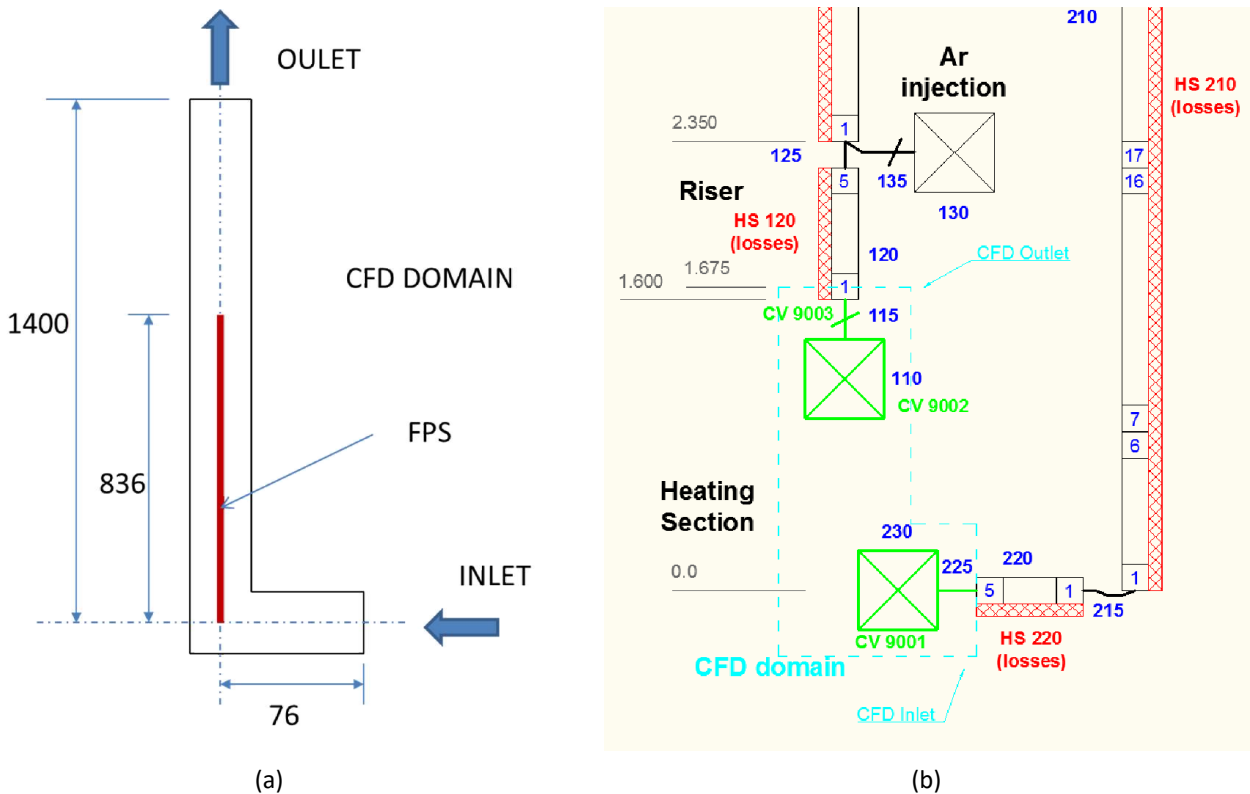 OULET
CFD DOMAIN
1400
836
FPS
INLET
76
(a)
210
Ar
injection
HS 210
(losses)
2.350
1
125
5
135
17
16
Riser
130
HS 120
(losses)
120
CFD Outlet
1.675
1.600
1
CV 9003
115
110
CV 9002
7
6
Heating
Section
230
225
220
0.0
5
1
1
215
CV 9001
HS 220
(losses)
CFD domain
CFD Inlet
(b)